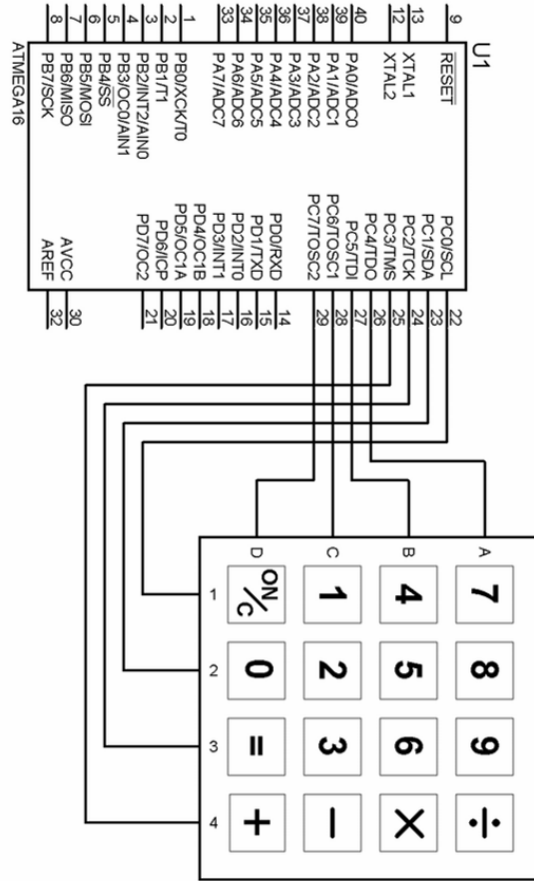 U1
9 RESET PC0/SCL 22
PC1/SDA 23
13 XTAL1 PC2/TCK 24
12 XTAL2 PC3/TMS 25
PC4/TDO 26
40 PA0/ADC0 PC5/TDI 27
39 PA1/ADC1 PC6/TOSC1 28
38 PA2/ADC2 PC7/TOSC2 29
37 PA3/ADC3
36 PA4/ADC4 PD0/RXD 14
35 PA5/ADC5 PD1/TXD 15
34 PA6/ADC6 PD2/INT0 16
33 PA7/ADC7 PD3/INT1 17
PD4/OC1B 18
1 PB0/XCK/T0 PD5/OC1A 19
2 PB1/T1 PD6/ICP 20
3 PB2/INT2/AIN0 PD7/OC2 21
4 PB3/OC0/AIN1
5 PB4/SS
6 PB5/MOSI
7 PB6/MISO AVCC 30
8 PB7/SCK AREF 32
ATMEGA16
A 7 8 9 ÷
B 4 5 6 ×
C 1 2 3 −
D ON/C 0 = +
1 2 3 4